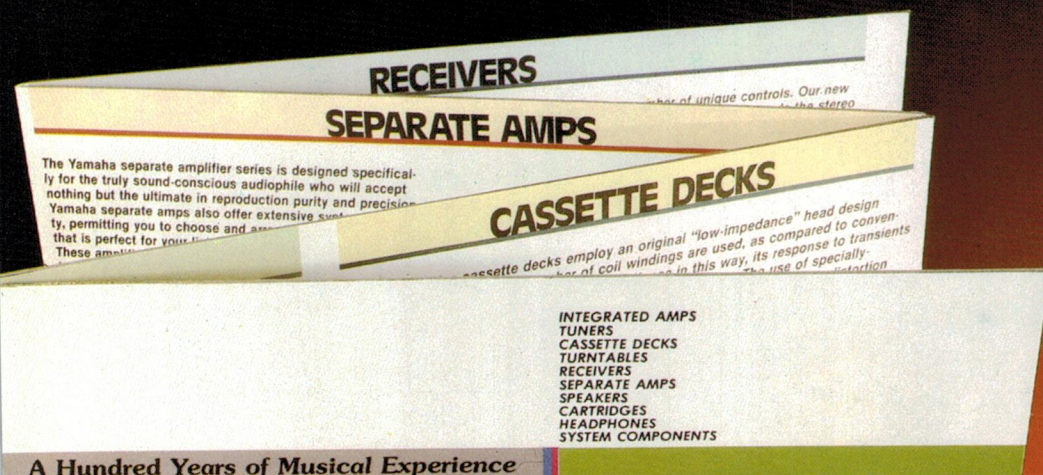 RECEIVERS
of unique controls. Our new
the stereo
SEPARATE AMPS
The Yamaha separate amplifier series is designed specifical-
ly for the truly sound-conscious audiophile who will accept
nothing but the ultimate in reproduction purity and precision
Yamaha separate amps also offer extensive
ty, permitting you to choose and
that is perfect for your
These
CASSETTE DECKS
cassette decks employ an original "low-impedance" head design
of coil windings are used, as compared to conven-
in this way, its response to transients
The use of specially-
distortion
INTEGRATED AMPS
TUNERS
CASSETTE DECKS
TURNTABLES
RECEIVERS
SEPARATE AMPS
SPEAKERS
CARTRIDGES
HEADPHONES
SYSTEM COMPONENTS
A Hundred Years of Musical Experience